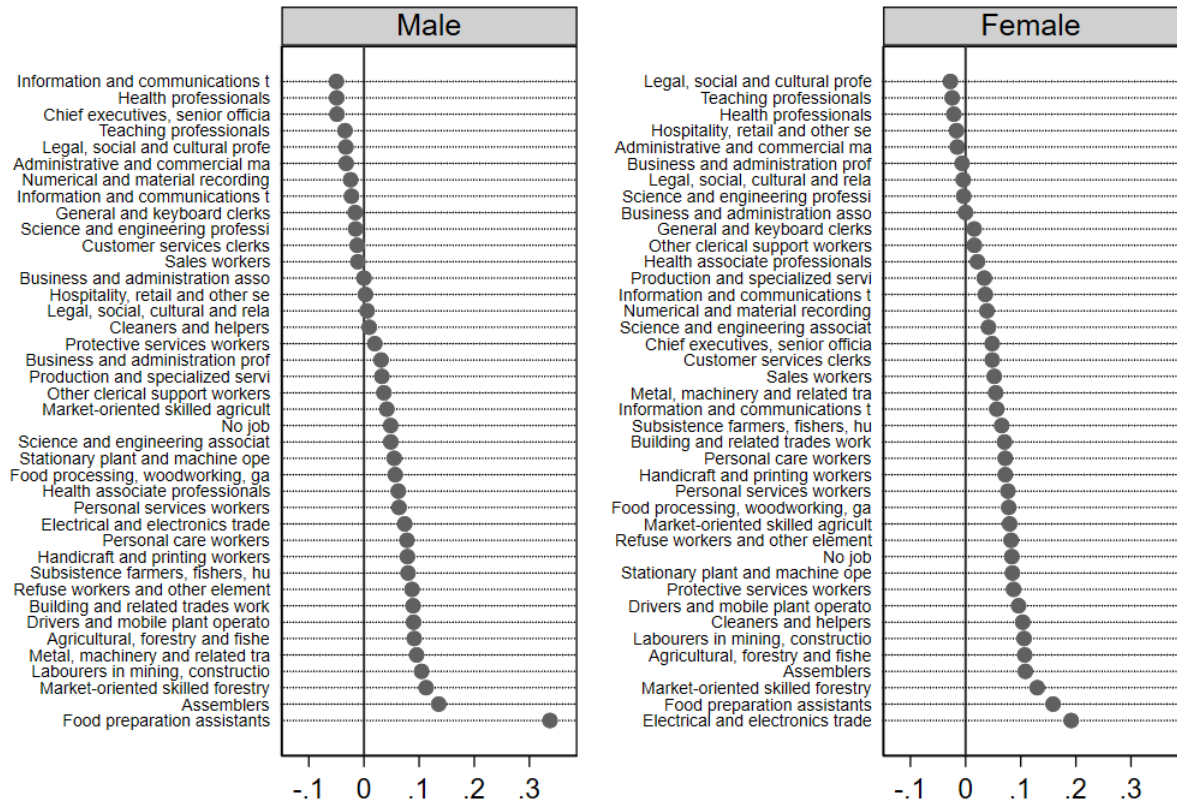 Male
Information and communications t
Health professionals
Chief executives, senior officia
Teaching professionals
Legal, social and cultural profe
Administrative and commercial ma
Numerical and material recording
Information and communications t
General and keyboard clerks
Science and engineering professi
Customer services clerks
Sales workers
Business and administration asso
Hospitality, retail and other se
Legal, social, cultural and rela
Cleaners and helpers
Protective services workers
Business and administration prof
Production and specialized servi
Other clerical support workers
Market-oriented skilled agricult
No job
Science and engineering associat
Stationary plant and machine ope
Food processing, woodworking, ga
Health associate professionals
Personal services workers
Electrical and electronics trade
Personal care workers
Handicraft and printing workers
Subsistence farmers, fishers, hu
Refuse workers and other element
Building and related trades work
Drivers and mobile plant operato
Agricultural, forestry and fishe
Metal, machinery and related tra
Labourers in mining, constructio
Market-oriented skilled forestry
Assemblers
Food preparation assistants
-.1 0 .1 .2 .3
Female
Legal, social and cultural profe
Teaching professionals
Health professionals
Hospitality, retail and other se
Administrative and commercial ma
Business and administration prof
Legal, social, cultural and rela
Science and engineering professi
Business and administration asso
General and keyboard clerks
Other clerical support workers
Health associate professionals
Production and specialized servi
Information and communications t
Numerical and material recording
Science and engineering associat
Chief executives, senior officia
Customer services clerks
Sales workers
Metal, machinery and related tra
Information and communications t
Subsistence farmers, fishers, hu
Building and related trades work
Personal care workers
Handicraft and printing workers
Personal services workers
Food processing, woodworking, ga
Market-oriented skilled agricult
Refuse workers and other element
No job
Stationary plant and machine ope
Protective services workers
Drivers and mobile plant operato
Cleaners and helpers
Labourers in mining, constructio
Agricultural, forestry and fishe
Assemblers
Market-oriented skilled forestry
Food preparation assistants
Electrical and electronics trade
-.1 0 .1 .2 .3